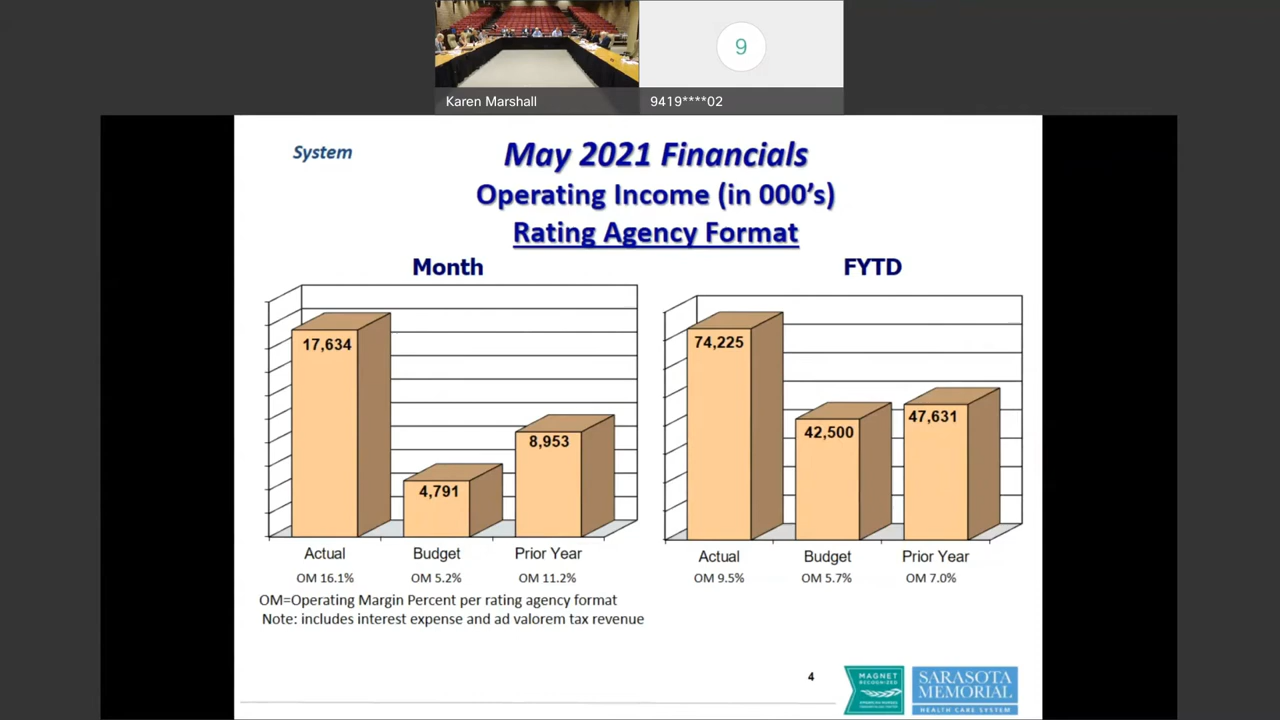 9
Karen Marshall
9419****02
System
May 2021 Financials
Operating Income (in 000's)
Rating Agency Format
Month
FYTD
17,634
4,791
8,953
Actual
Budget
Prior Year
OM 16.1%
OM 5.2%
OM 11.2%
74,225
42,500
47,631
Actual
Budget
Prior Year
OM 9.5%
OM 5.7%
OM 7.0%
OM=Operating Margin Percent per rating agency format
Note: includes interest expense and ad valorem tax revenue
4
MAGNET
RECOGNIZED
SARASOTA
MEMORIAL
HEALTH CARE SYSTEM